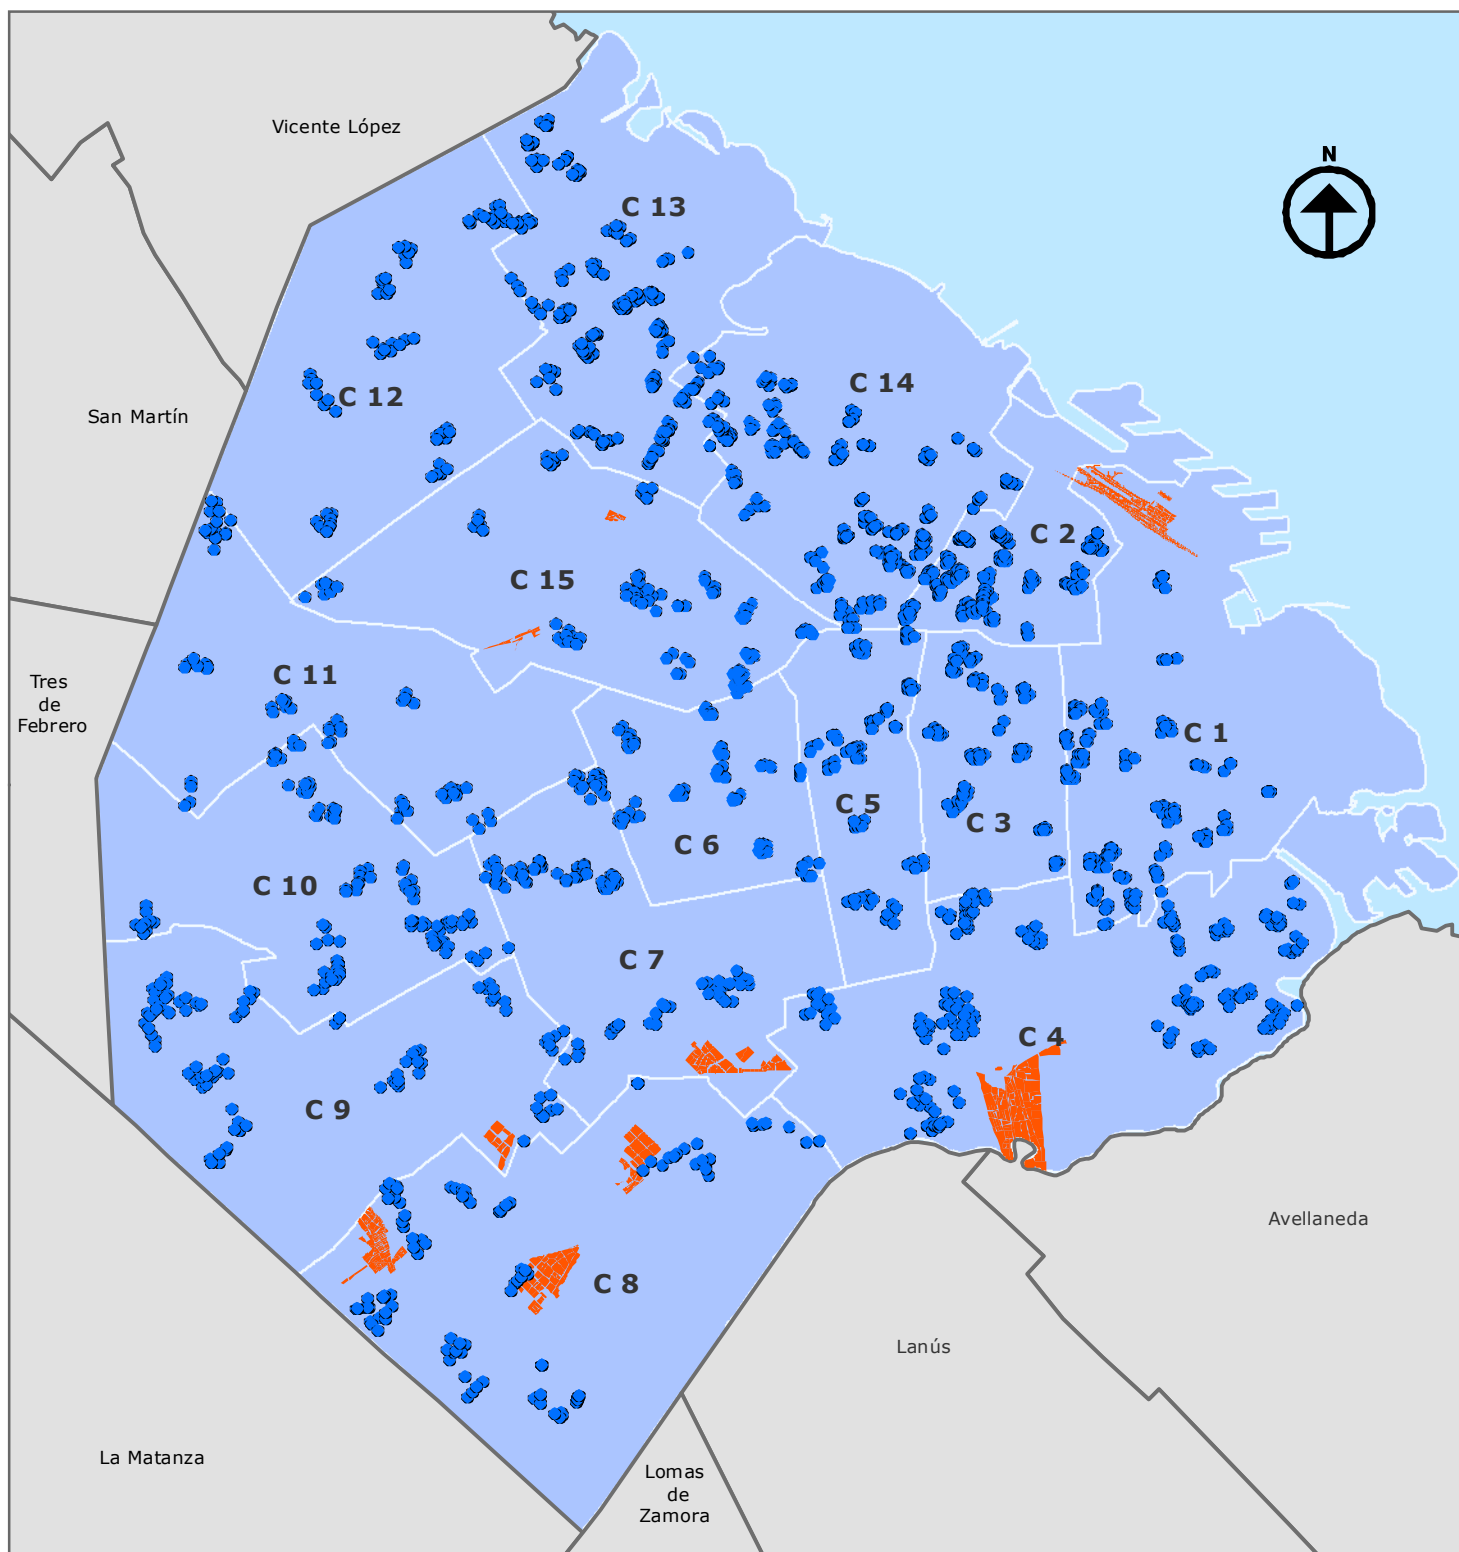 Vicente López
N
C 13
C 14
San Martín
C 12
C 2
C 15
Tres
de
Febrero
C 11
C 1
C 5
C 3
C 6
C 10
C 7
C 4
C 9
Avellaneda
C 8
Lanús
La Matanza
Lomas
de
Zamora